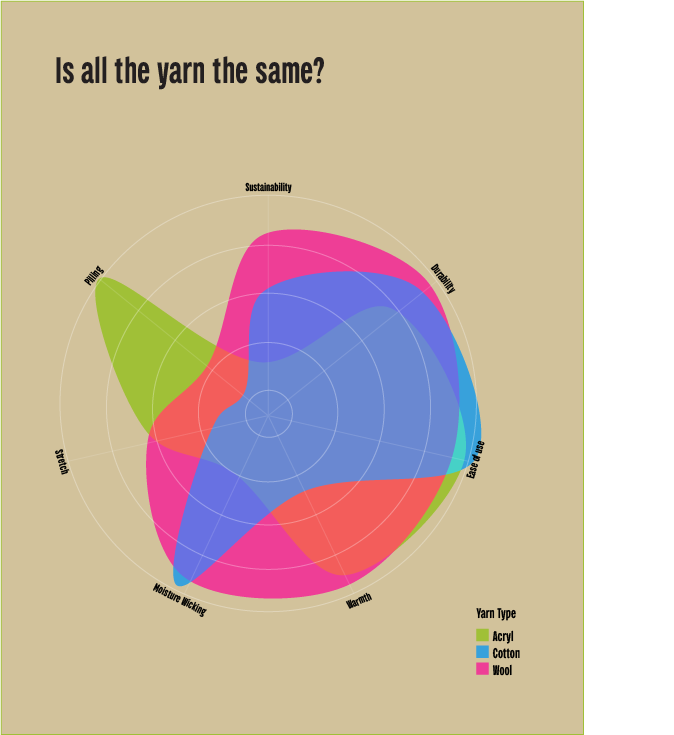 Is all the yarn the same?
Sustainability
Pilling
Durability
Stretch
Ease of use
Moisture Wicking
Warmth
Yarn Type
Acryl
Cotton
Wool